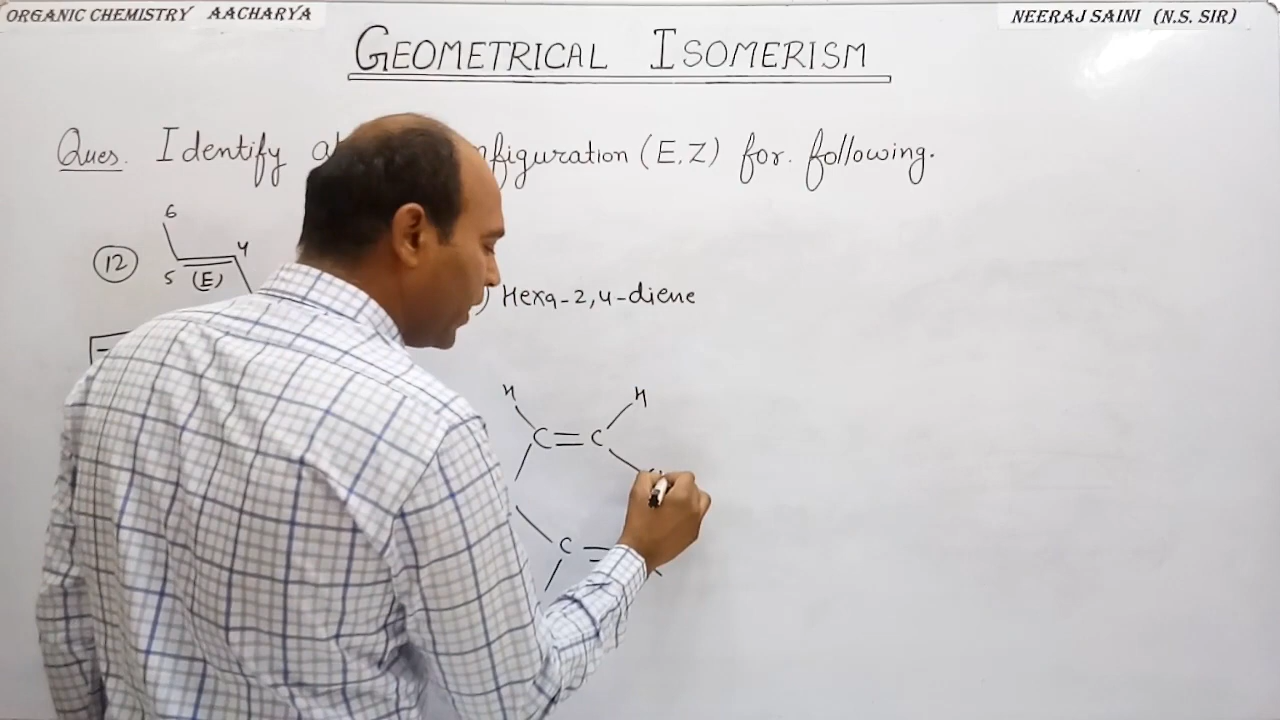 ORGANIC CHEMISTRY AACHARYA
NEERAJ SAINI (N.S. SIR)
GEOMETRICAL ISOMERISM
Ques. Identify (E,Z) for. following.
6
12
4
5 (E)
) Hexa-2,4-diene
H H
C=C
C=